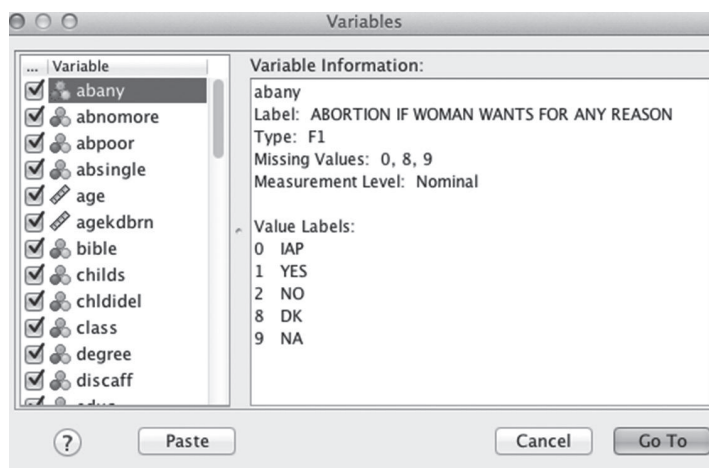 Variables
... Variable
abany
abnomore
abpoor
absingle
age
agekdbrn
bible
childs
chldidel
class
degree
discaff
Variable Information:
abany
Label: ABORTION IF WOMAN WANTS FOR ANY REASON
Type: F1
Missing Values: 0, 8, 9
Measurement Level: Nominal
Value Labels:
0 IAP
1 YES
2 NO
8 DK
9 NA
? Paste Cancel Go To